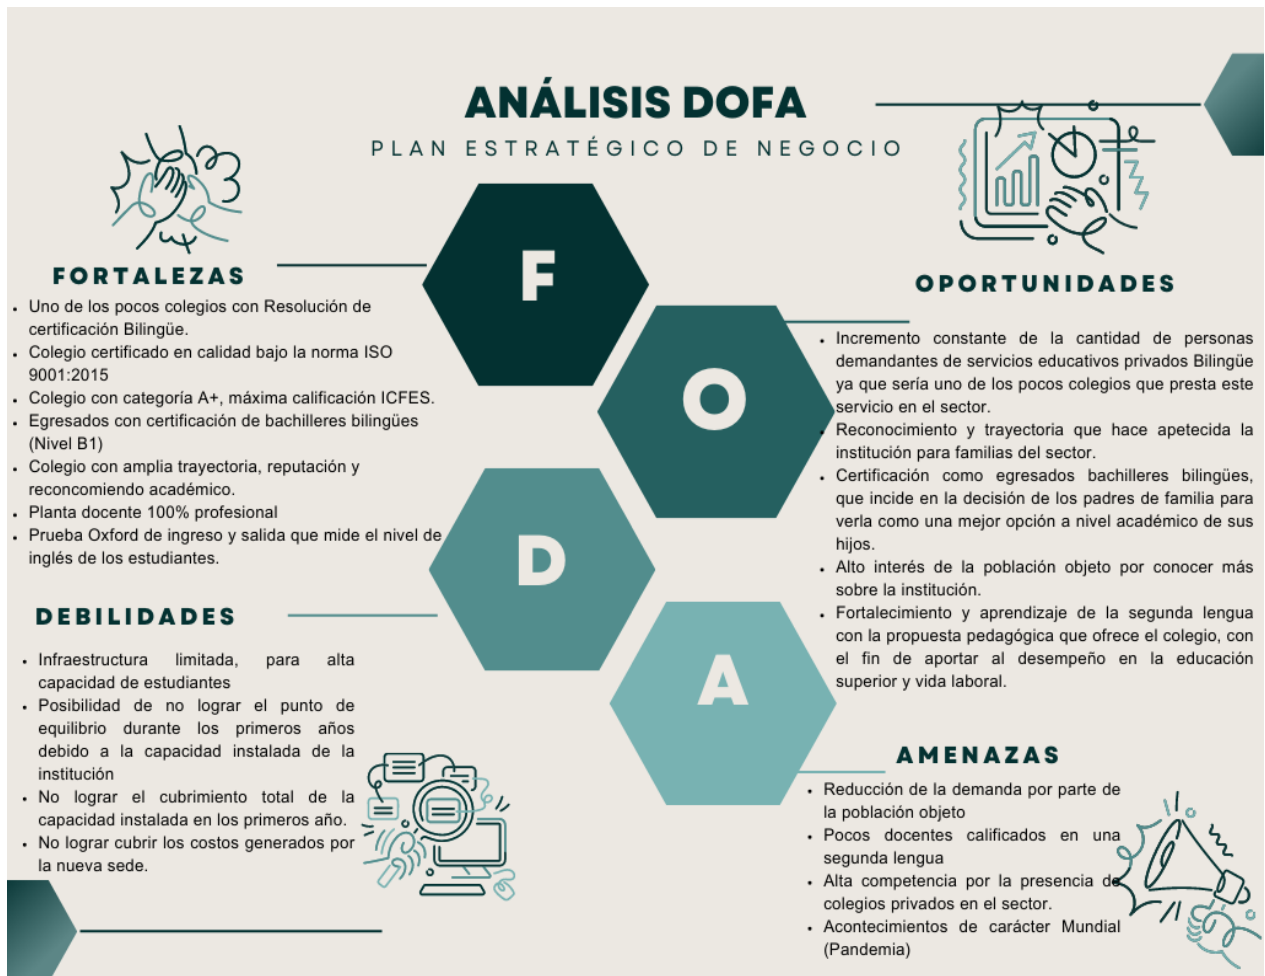 ANÁLISIS DOFA
PLAN ESTRATÉGICO DE NEGOCIO
F
O
D
A
FORTALEZAS
• Uno de los pocos colegios con Resolución de
certificación Bilingüe.
• Colegio certificado en calidad bajo la norma ISO
9001:2015
• Colegio con categoría A+, máxima calificación ICFES.
• Egresados con certificación de bachilleres bilingües
(Nivel B1)
• Colegio con amplia trayectoria, reputación y
reconcomiendo académico.
• Planta docente 100% profesional
• Prueba Oxford de ingreso y salida que mide el nivel de
inglés de los estudiantes.
OPORTUNIDADES
• Incremento constante de la cantidad de personas
demandantes de servicios educativos privados Bilingüe
ya que sería uno de los pocos colegios que presta este
servicio en el sector.
• Reconocimiento y trayectoria que hace apetecida la
institución para familias del sector.
• Certificación como egresados bachilleres bilingües,
que incide en la decisión de los padres de familia para
verla como una mejor opción a nivel académico de sus
hijos.
• Alto interés de la población objeto por conocer más
sobre la institución.
• Fortalecimiento y aprendizaje de la segunda lengua
con la propuesta pedagógica que ofrece el colegio, con
el fin de aportar al desempeño en la educación
superior y vida laboral.
DEBILIDADES
• Infraestructura limitada, para alta
capacidad de estudiantes
• Posibilidad de no lograr el punto de
equilibrio durante los primeros años
debido a la capacidad instalada de la
institución
• No lograr el cubrimiento total de la
capacidad instalada en los primeros año.
• No lograr cubrir los costos generados por
la nueva sede.
AMENAZAS
• Reducción de la demanda por parte de
la población objeto
• Pocos docentes calificados en una
segunda lengua
• Alta competencia por la presencia de
colegios privados en el sector.
• Acontecimientos de carácter Mundial
(Pandemia)